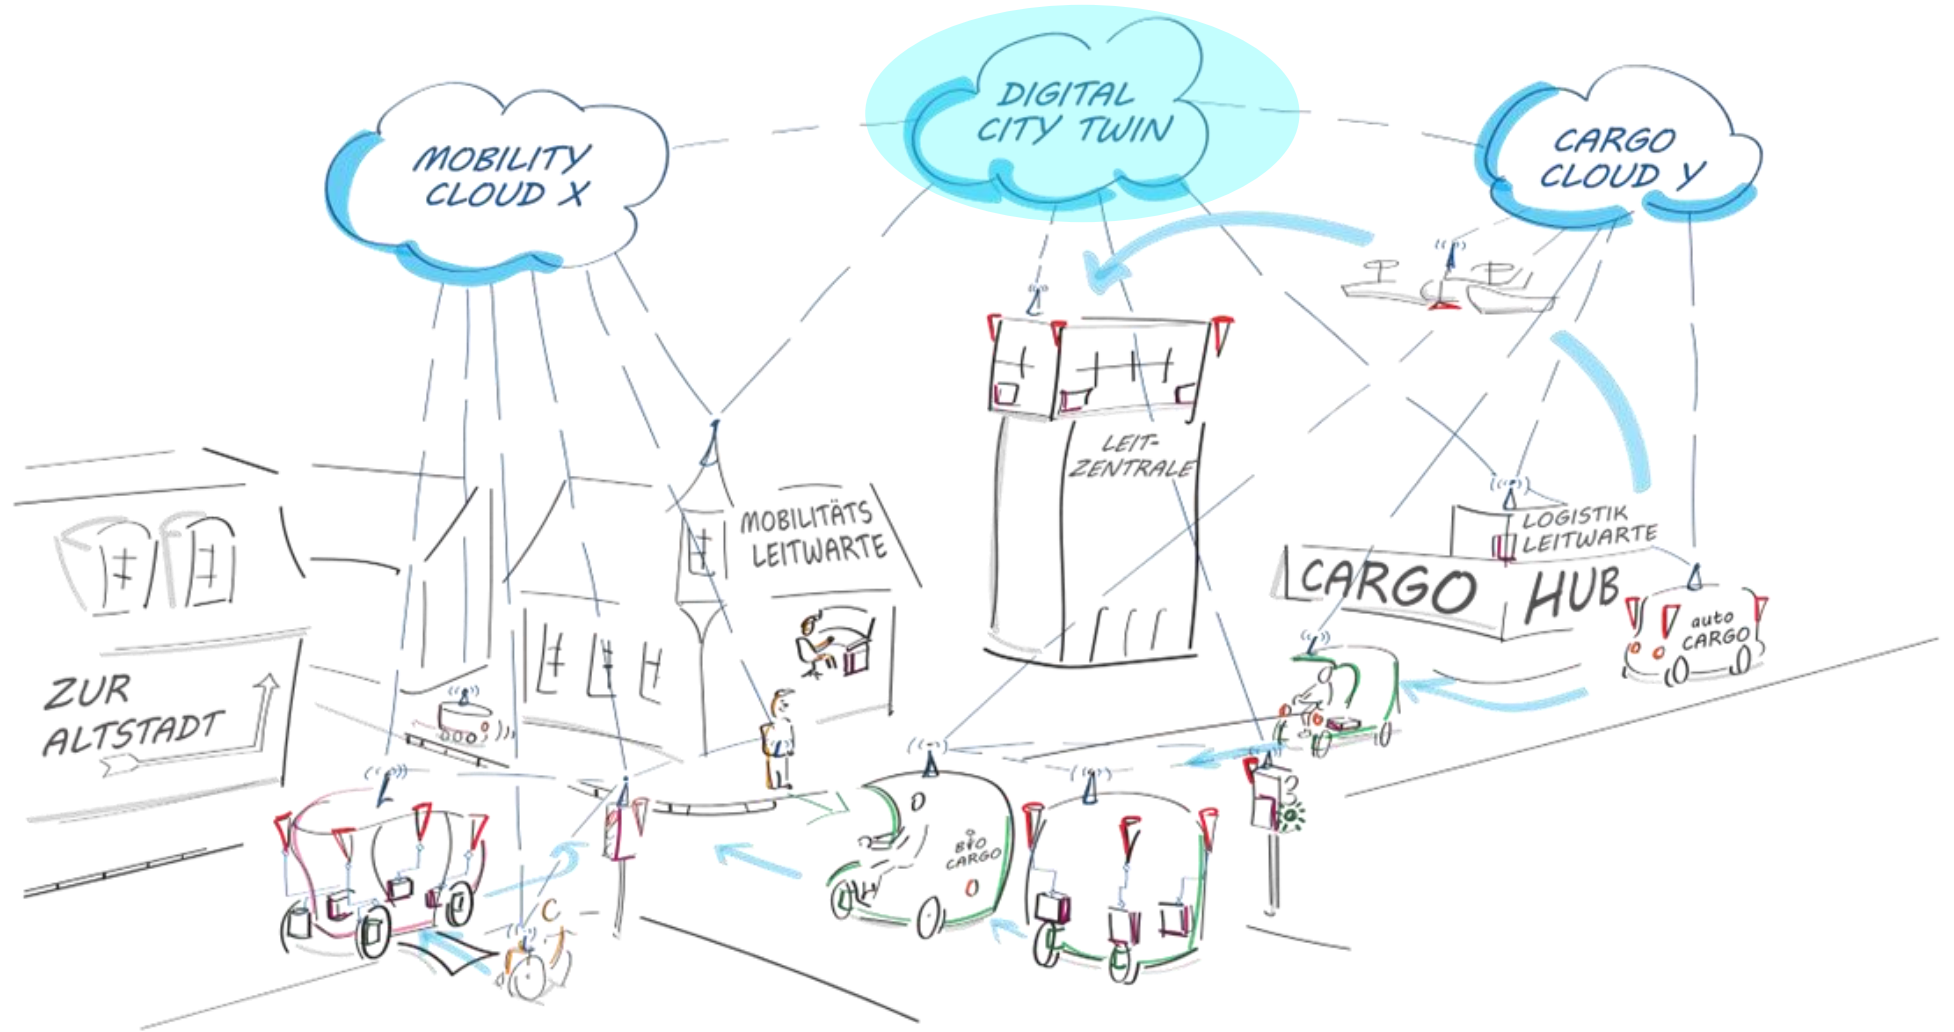 DIGITAL
CITY TWIN
MOBILITY
CLOUD X
CARGO
CLOUD Y
LEIT-
ZENTRALE
MOBILITÄTS
LEITWARTE
LOGISTIK
LEITWARTE
CARGO HUB
auto
CARGO
ZUR
ALTSTADT
BIO
CARGO
3